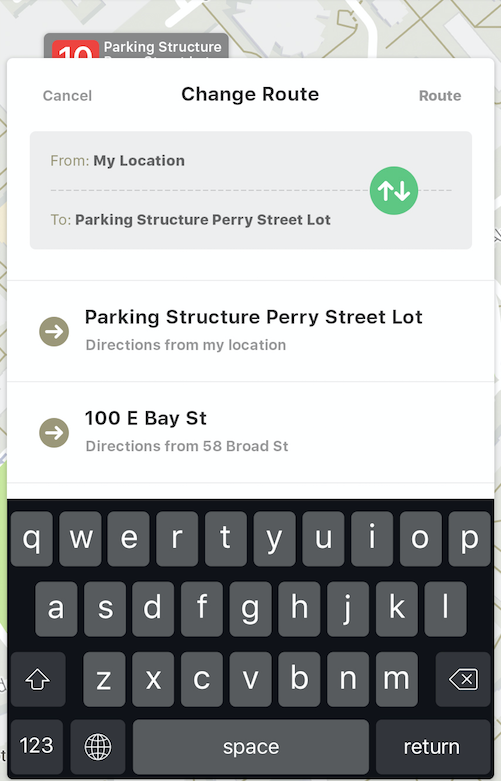 10 Parking Structure
Cancel Change Route Route
From: My Location
To: Parking Structure Perry Street Lot
Parking Structure Perry Street Lot
Directions from my location
100 E Bay St
Directions from 58 Broad St
q w e r t y u i o p
a s d f g h j k l
z x c v b n m
123 space return